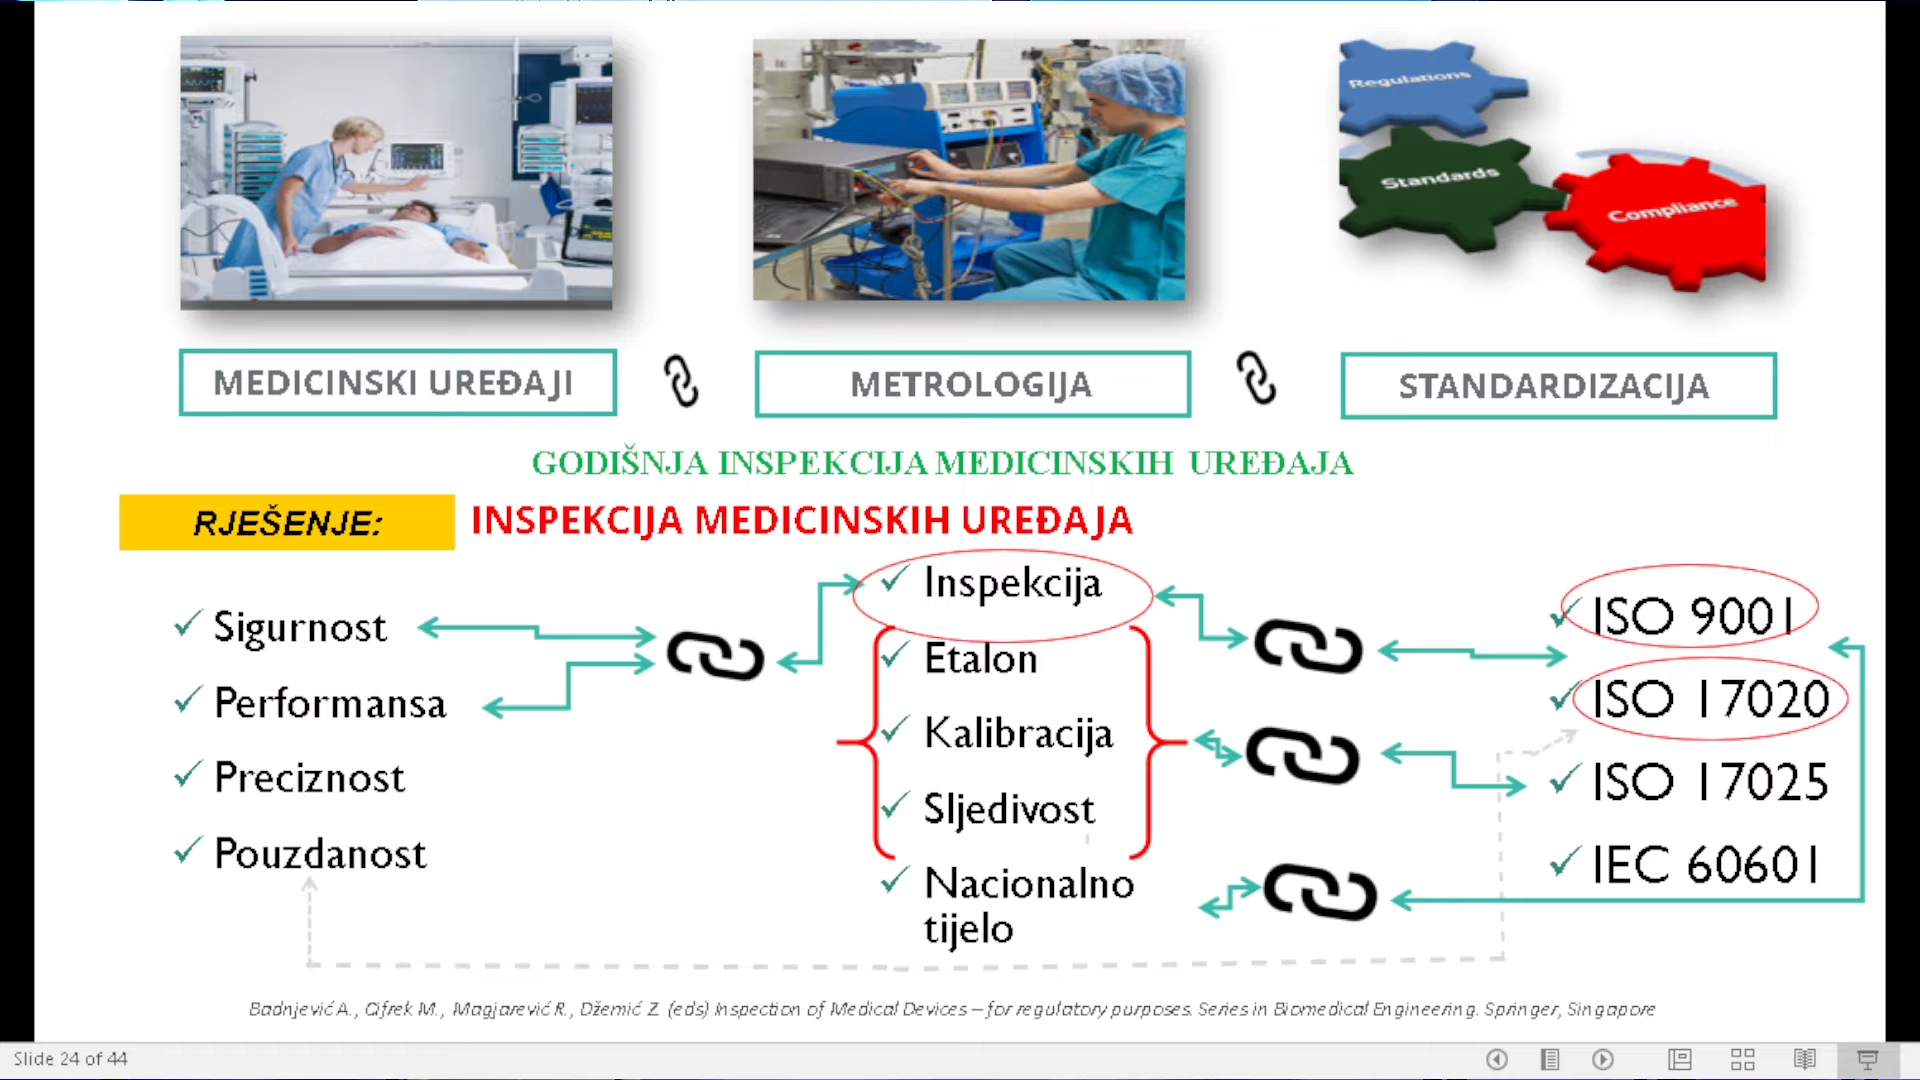 Regulations
Standards
Compliance
MEDICINSKI UREĐAJI
METROLOGIJA
STANDARDIZACIJA
GODIŠNJA INSPEKCIJA MEDICINSKIH UREĐAJA
RJEŠENJE:
INSPEKCIJA MEDICINSKIH UREĐAJA
Sigurnost
Performansa
Preciznost
Pouzdanost
Inspekcija
Etalon
Kalibracija
Sljedivost
Nacionalno
tijelo
ISO 9001
ISO 17020
ISO 17025
IEC 60601
Badnjević A., Cifrek M., Magjarević R., Džemić Z. (eds) Inspection of Medical Devices – for regulatory purposes. Series in Biomedical Engineering. Springer, Singapore
Slide 24 of 44